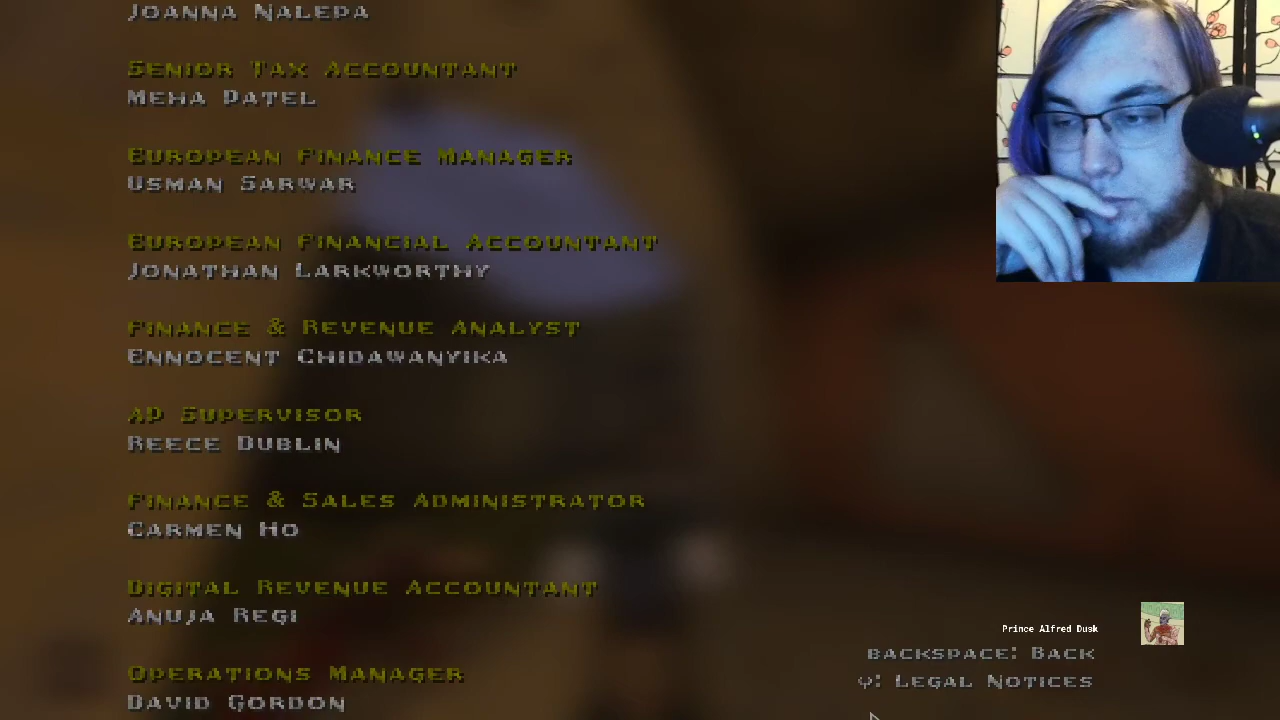 Joanna Nalepa
Senior Tax Accountant
Meha Patel
European Finance Manager
Usman Sarwar
European Financial Accountant
Jonathan Larkworthy
Finance & Revenue Analyst
Ennocent Chidawanyika
AP Supervisor
Reece Dublin
Finance & Sales Administrator
Carmen Ho
Digital Revenue Accountant
Anuja Regi
Operations Manager
David Gordon
Prince Alfred Dusk
BACKSPACE: Back
: Legal Notices